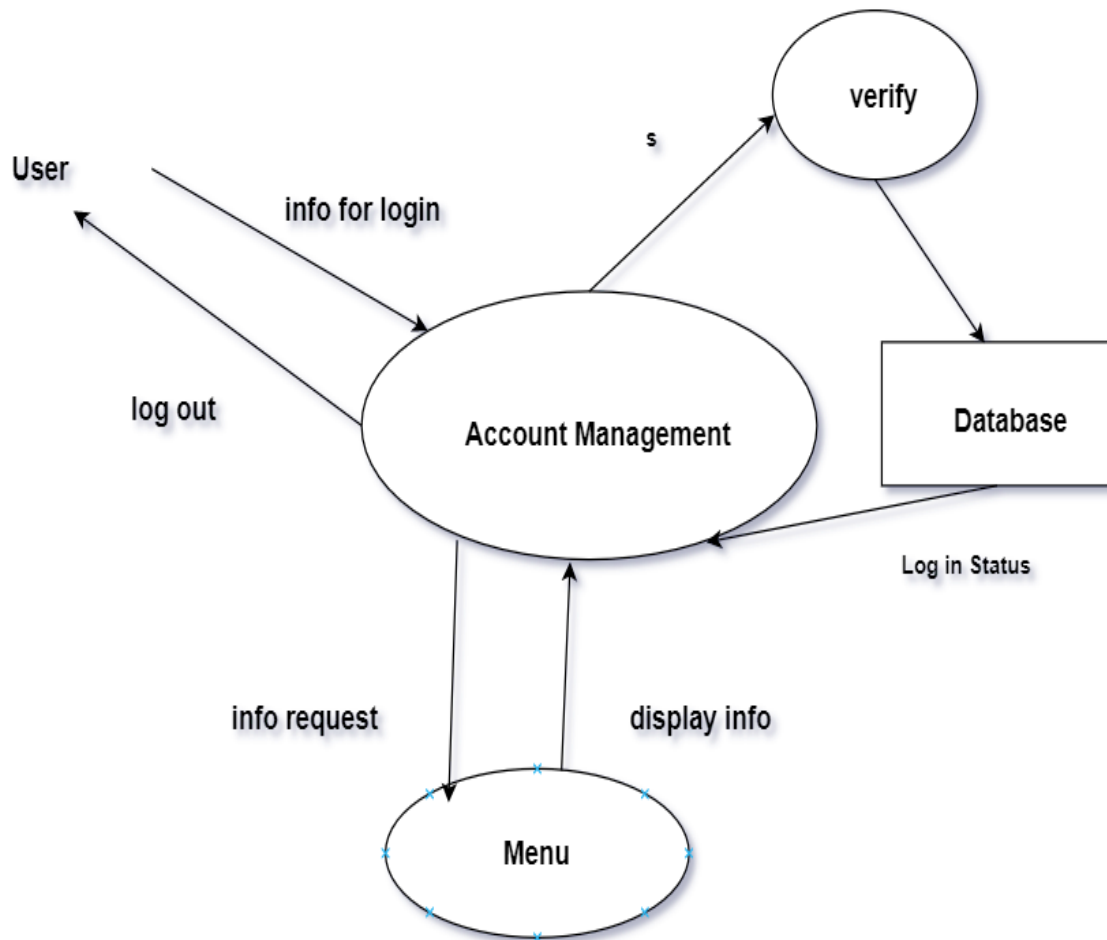 verify
s
User
info for login
log out
Account Management
Database
Log in Status
info request
display info
Menu